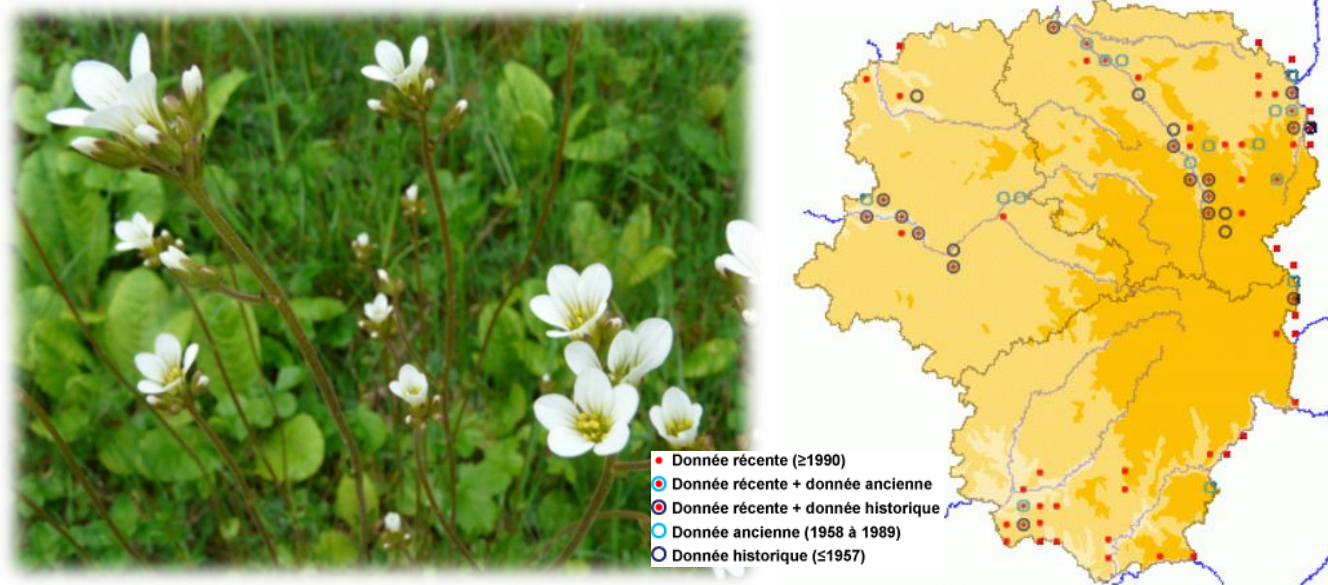 Donnée récente (≥1990)
Donnée récente + donnée ancienne
Donnée récente + donnée historique
Donnée ancienne (1958 à 1989)
Donnée historique (≤1957)